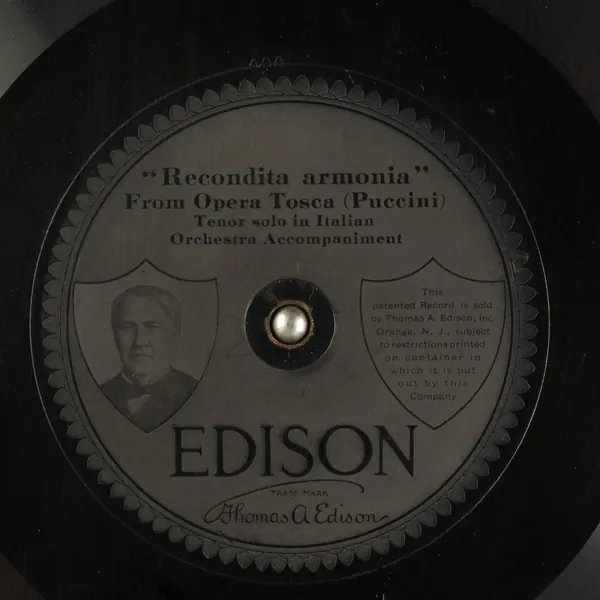 "Recondita armonia"
From Opera Tosca (Puccini)
Tenor solo in Italian
Orchestra Accompaniment
This
patented Record is sold
by Thomas A. Edison, Inc.
Orange, N. J., subject
to restrictions printed
on container in
which it is put
out by this
Company
EDISON
TRADE MARK
Thomas A Edison